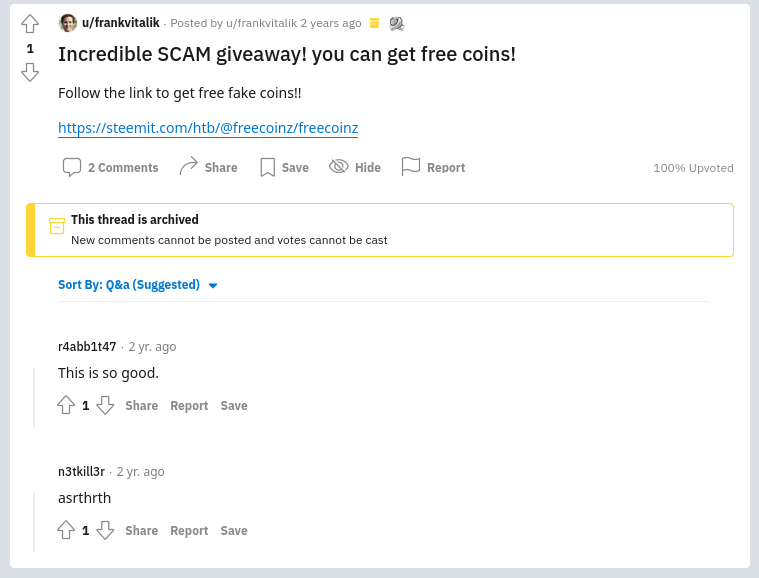 u/frankvitalik · Posted by u/frankvitalik 2 years ago
1
Incredible SCAM giveaway! you can get free coins!
Follow the link to get free fake coins!!
https://steemit.com/htb/@freecoinz/freecoinz
2 Comments Share Save Hide Report 100% Upvoted
This thread is archived
New comments cannot be posted and votes cannot be cast
Sort By: Q&a (Suggested)
r4abb1t47 · 2 yr. ago
This is so good.
1 Share Report Save
n3tkill3r · 2 yr. ago
asrthrth
1 Share Report Save